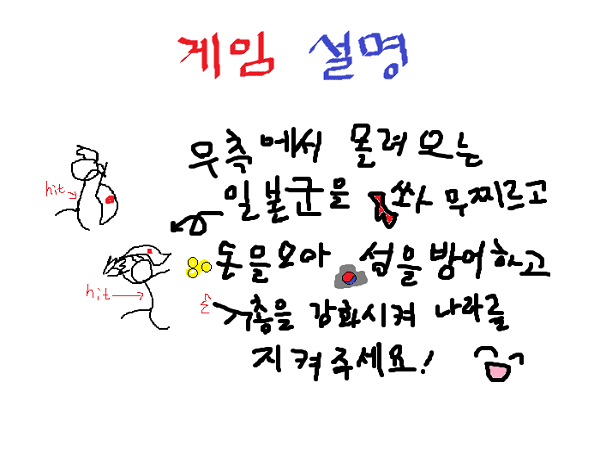 게임 설명
우측에서 몰려오는
hit
일본군을 쏴 무찌르고
돈을모아 섬을방어하고
hit
총을 강화시켜 나라를
지켜주세요!